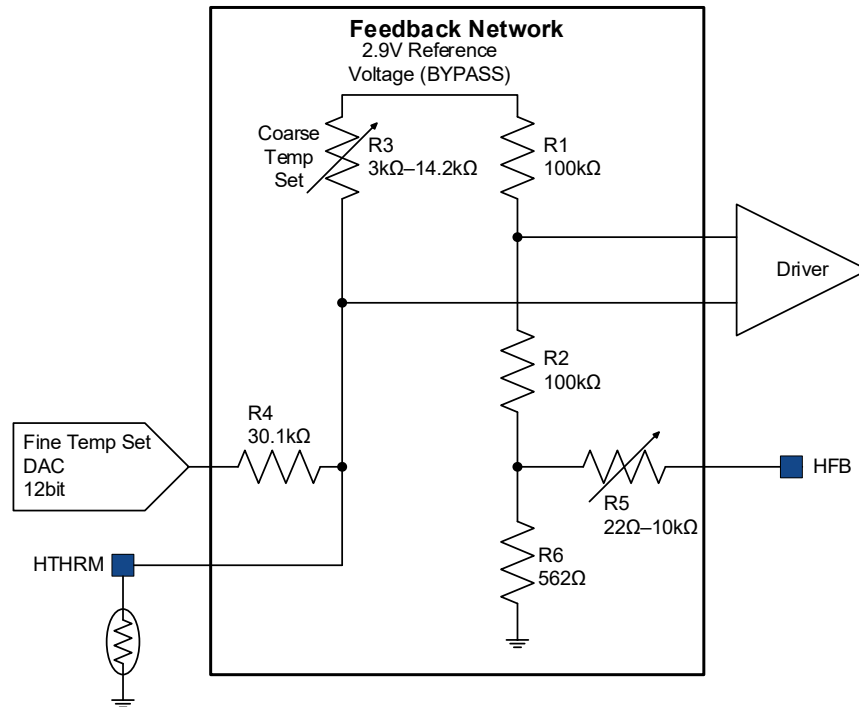 Feedback Network
2.9V Reference
Voltage (BYPASS)
Coarse
Temp
Set
R3
3kΩ–14.2kΩ
R1
100kΩ
Driver
R2
100kΩ
R4
30.1kΩ
Fine Temp Set
DAC
12bit
HFB
R5
22Ω–10kΩ
R6
562Ω
HTHRM